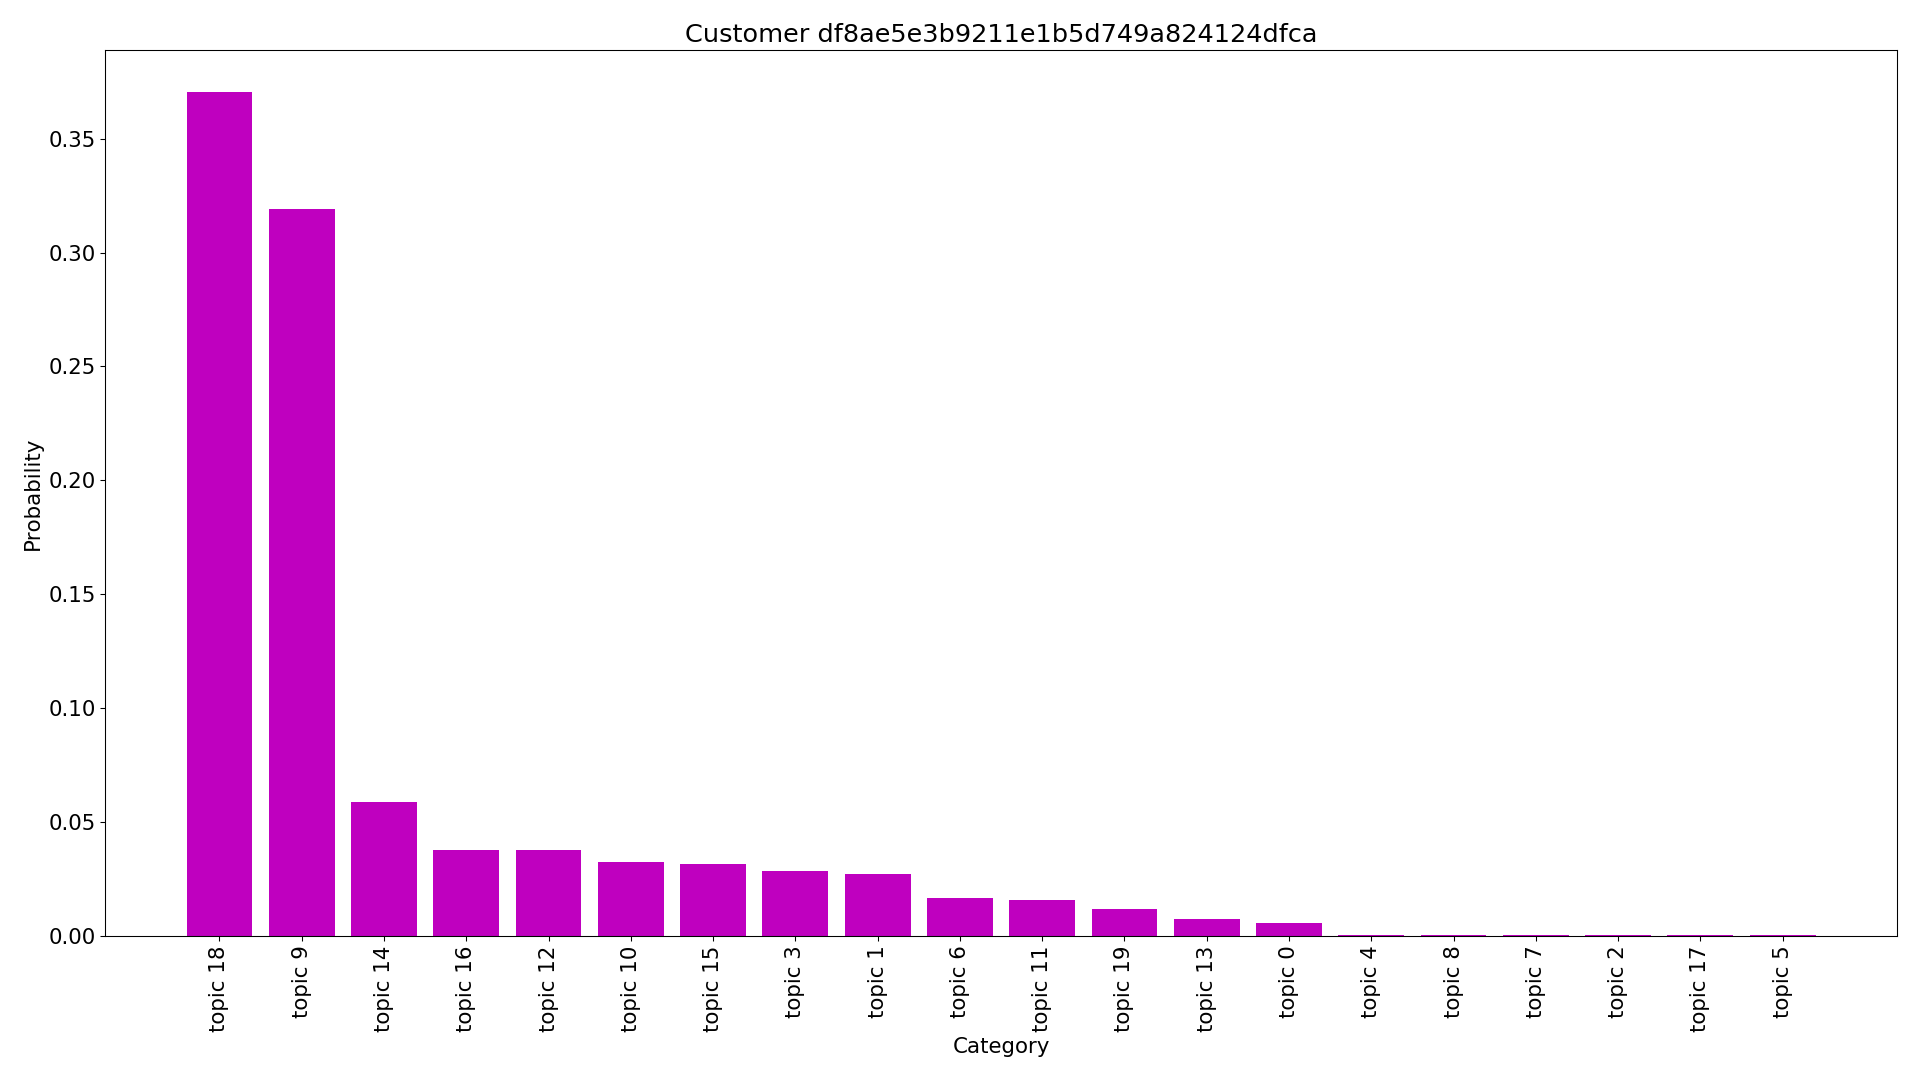 Customer df8ae5e3b9211e1b5d749a824124dfca
Probability
0.35
0.30
0.25
0.20
0.15
0.10
0.05
0.00
topic 18
topic 9
topic 14
topic 16
topic 12
topic 10
topic 15
topic 3
topic 1
topic 6
topic 11
topic 19
topic 13
topic 0
topic 4
topic 8
topic 7
topic 2
topic 17
topic 5
Category